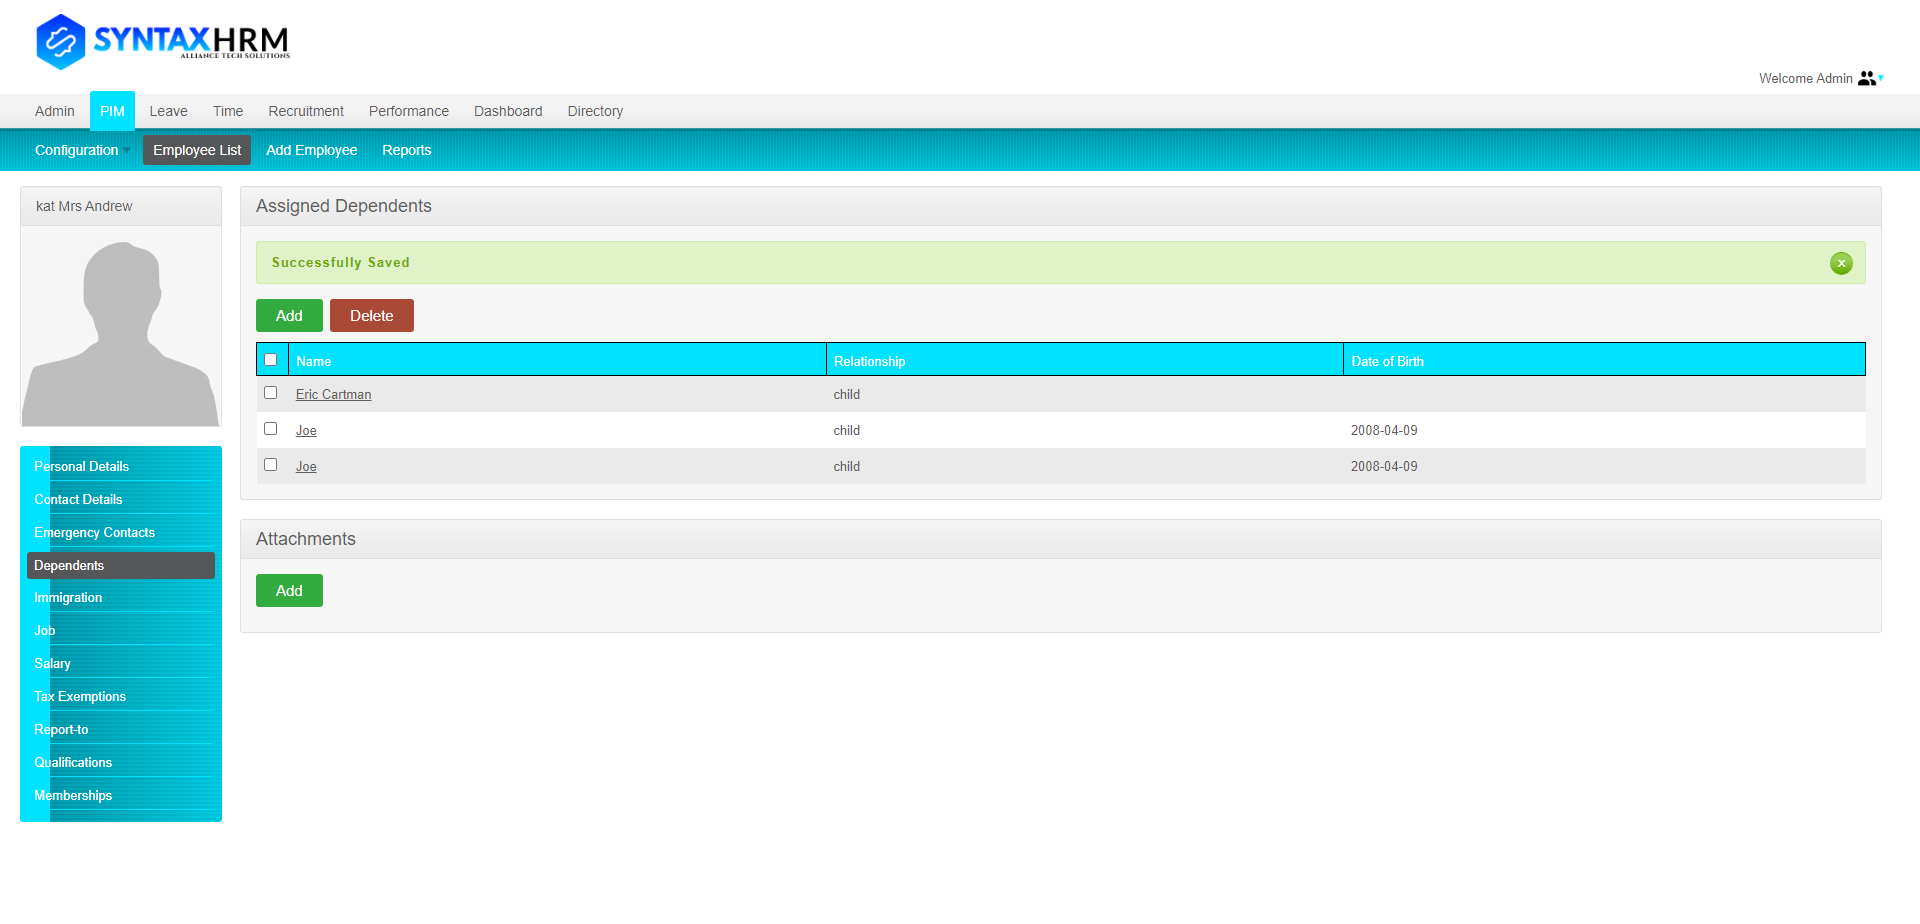 SYNTAXHRM
ALLIANCE TECH SOLUTIONS
Welcome Admin
Admin PIM Leave Time Recruitment Performance Dashboard Directory
Configuration Employee List Add Employee Reports
kat Mrs Andrew
Assigned Dependents
Successfully Saved
x
Add Delete
Name Relationship Date of Birth
Eric Cartman child
Joe child 2008-04-09
Joe child 2008-04-09
Attachments
Add
Personal Details
Contact Details
Emergency Contacts
Dependents
Immigration
Job
Salary
Tax Exemptions
Report-to
Qualifications
Memberships